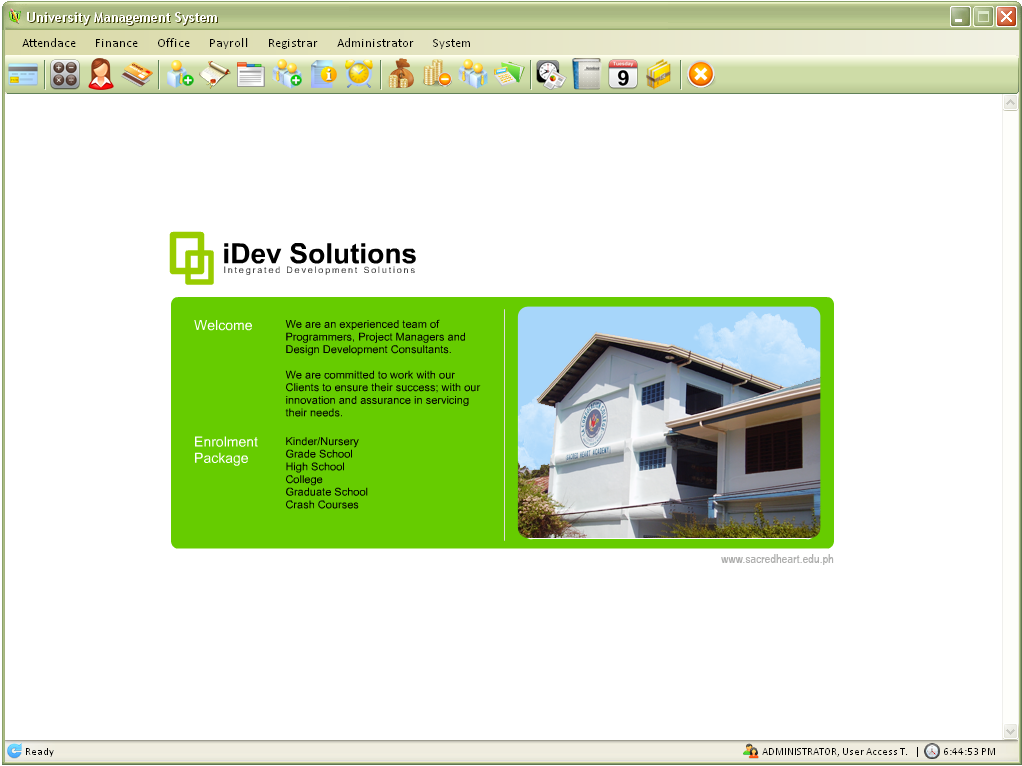 University Management System
Attendace Finance Office Payroll Registrar Administrator System
Tuesday
9
iDev Solutions
Integrated Development Solutions
Welcome
We are an experienced team of
Programmers, Project Managers and
Design Development Consultants.
We are committed to work with our
Clients to ensure their success; with our
innovation and assurance in servicing
their needs.
Enrolment
Package
Kinder/Nursery
Grade School
High School
College
Graduate School
Crash Courses
SACRED HEART ACADEMY
www.sacredheart.edu.ph
Ready
ADMINISTRATOR, User Access T. | 6:44:53 PM